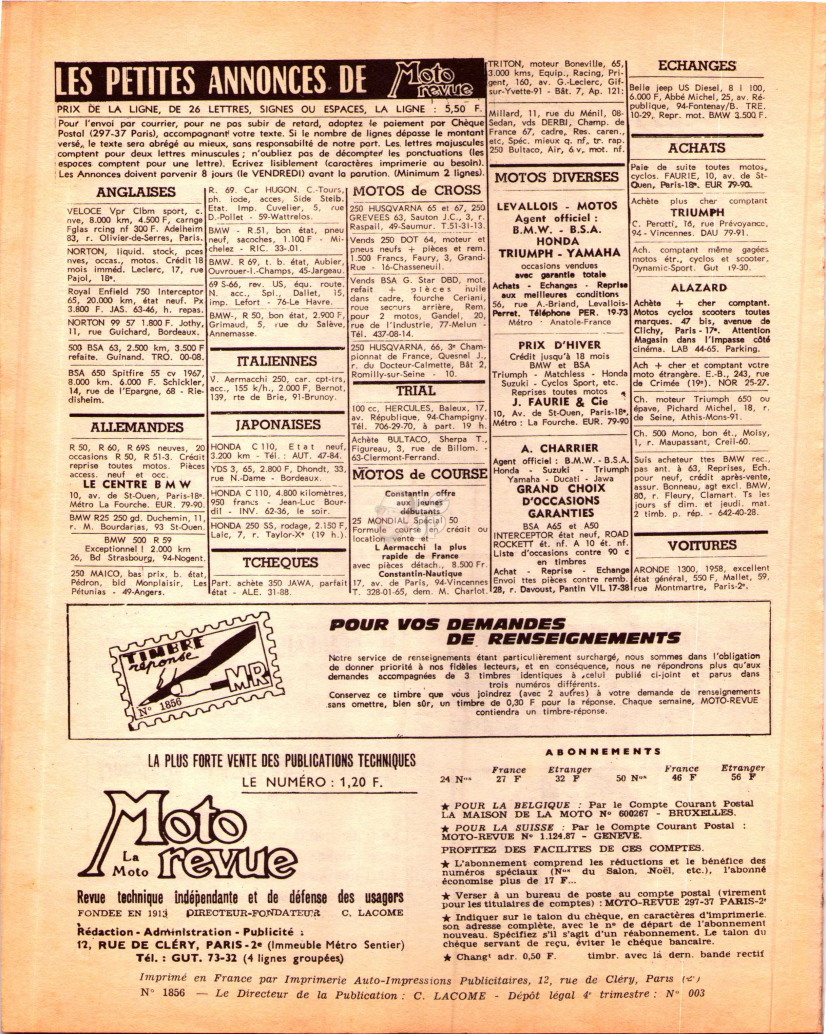 LES PETITES ANNONCES DE Moto revue
PRIX DE LA LIGNE, DE 26 LETTRES, SIGNES OU ESPACES, LA LIGNE : 5,50 F.
Pour l'envoi par courrier, pour ne pas subir de retard, adoptez le paiement par Chèque
Postal (297-37 Paris), accompagnant votre texte. Si le nombre de lignes dépasse le montant
versé, le texte sera abrégé au mieux, sans responsabilité de notre part. Les lettres majuscules
comptent pour deux lettres minuscules ; n'oubliez pas de décompter les ponctuations (les
espaces comptent pour une lettre). Ecrivez lisiblement (caractères imprimerie au besoin).
Les Annonces doivent parvenir 8 jours (le VENDREDI) avant la parution. (Minimum 2 lignes).
ANGLAISES
VELOCE Vpr Clbm sport, c.
nve, 8.000 km, 4.500 F, carnge
Fglas rcing nf 300 F. Adelheim
83, r. Olivier-de-Serres, Paris.
NORTON, liquid. stock, pces
nves, occas., motos. Crédit 18
mois imméd. Leclerc, 17, rue
Pajol, 18e.
Royal Enfield 750 Interceptor
65, 20.000 km, état neuf. Px
3.800 F. JAS. 63-46, h. repas.
NORTON 99 57 1.800 F. Jothy,
11, rue Guichard, Bordeaux.
500 BSA 63, 2.500 km, 3.500 F
refaite. Guinand. TRO. 00-08.
BSA 650 Spitfire 55 cv 1967,
8.000 km. 6.000 F. Schickler,
14, rue de l'Epargne, 68 - Rie-
disheim.
ALLEMANDES
R 50, R 60, R 69S neuves, 20
occasions R 50, R 51-3. Crédit
reprise toutes motos. Pièces
access. neuf et occ.
LE CENTRE B M W
10, av. de St-Ouen, Paris-18e.
Métro La Fourche. EUR. 79-90.
BMW R25 250 gd. Duchemin, 11,
r. M. Bourdarias, 93 St-Ouen.
BMW 500 R 59
Exceptionnel ! 2.000 km
26, Bd Strasbourg, 94-Nogent.
250 MAICO, bas prix, b. état,
Pédron, bld Monplaisir, Les
Pétunias - 49-Angers.
R. 69. Car HUGON. C.-Tours,
ph. iode, acces, Side Steib.
Etat. Imp. Cuvelier, 5, rue
D.-Pollet - 59-Wattrelos.
BMW - R.51, bon état, pneu
neuf, sacoches, 1.100 F - Mi-
chelez - RIC. 33-.01.
BMW. R 69, t. b. état, Aubier,
Ouvrouer-l.-Champs, 45-Jargeau.
69 S-66, rev. US, équ. route.
N. acc., Spl., Dallet, 15,
imp. Lefort - 76-Le Havre.
BMW-, R 50, bon état, 2.900 F,
Grimaud, 5, rue du Salève,
Annemasse.
ITALIENNES
V. Aermacchi 250, car. cpt-irs,
acc., 155 k/h., 2.000 F, Bernot,
139, rte de Brie, 91-Brunoy.
JAPONAISES
HONDA C 110, Etat neuf,
3.200 km - Tél. : AUT. 47-84.
YDS 3, 65, 2.800 F, Dhondt, 33,
rue N.-Dame - Bordeaux.
HONDA C 110, 4.800 kilomètres,
950 francs - Jean-Luc Bour-
dil - INV. 62-36, le soir.
HONDA 250 SS, rodage, 2.150 F,
Laic, 7, r. Taylor-Xe (19 h.).
TCHEQUES
Part. achète 350 JAWA, parfait
état - ALE. 31-88.
MOTOS de CROSS
250 HUSQVARNA 65 et 67, 250
GREVEES 63, Sauton J.C., 3, r.
Raspail, 49-Saumur. T.51-31-13.
Vends 250 DOT 64, moteur et
pneus neufs + pièces et rem.
1.500 Francs, Faury, 3, Grand-
Rue - 16-Chasseneuil.
Vends BSA G. Star DBD, mot.
refait + pièces huile
dans cadre, fourche Ceriani,
roue secours arrière, Rem.
pour 2 motos, Gandel, 20,
rue de l'Industrie, 77-Melun -
Tél. 437-08-14.
250 HUSQVARNA, 66, 3e Cham-
pionnat de France, Quesnel J.,
r. du Docteur-Calmette, Bât 2,
Romilly-sur-Seine - 10.
TRIAL
100 cc, HERCULES, Baleux, 17,
av. République, 94-Champigny.
Tél. 706-29-70, à part. 19 h.
Achète BULTACO, Sherpa T.,
Figureau, 3, rue de Billom. -
63-Clermont-Ferrand.
MOTOS de COURSE
Constantin offre
aux jeunes
débutants
25 MONDIAL Spécial 50
Formule course in crédit ou
location vente et
L'Aermacchi la plus
rapide de France
avec pièces détach., 8.500 Fr.
Constantin-Nautique
17, av. de Paris, 94-Vincennes
T. 328-01-65, dem. M. Charlot.
TRITON, moteur Boneville, 65,
3.000 kms, Equip., Racing, Pri-
gent, 160, av. G.-Leclerc, Gif-
sur-Yvette-91 - Bât. 7, Ap. 121:
Millard, 11, rue du Ménil, 08-
Sedan, vds DERBI, Champ. de
France 67, cadre, Res. caren.,
etc, Spéc. mieux q. nf, tr. rap.
250 Bultaco, Air, 6 v., mot. nf.
MOTOS DIVERSES
LEVALLOIS - MOTOS
Agent officiel :
B.M.W. - B.S.A.
HONDA
TRIUMPH - YAMAHA
occasions vendues
avec garantie totale
Achats - Echanges - Reprise
aux meilleures conditions
56, rue A.-Briand, Levallois-
Perret, Téléphone PER. 19-73
Métro - Anatole-France
PRIX D'HIVER
Crédit jusqu'à 18 mois
BMW et BSA
Triumph - Matchless - Honda
Suzuki - Cyclos Sport, etc.
Reprises toutes motos
J. FAURIE & Cie
10, Av. de St-Ouen, Paris-18e,
Métro : La Fourche. EUR. 79-90
A. CHARRIER
Agent officiel : B.M.W. - B.S.A.
Honda - Suzuki - Triumph
Yamaha - Ducati - Jawa
GRAND CHOIX
D'OCCASIONS
GARANTIES
BSA A65 et A50
INTERCEPTOR état neuf, ROAD
ROCKETT ét. nf. A 10 ét. nf.
Liste d'occasions contre 90 c
en timbres
Achat - Reprise - Echange
Envoi ttes pièces contre remb.
28, r. Davoust, Pantin VIL 17-38
ECHANGES
Belle jeep US Diesel, 8 l 100,
6.000 F, Abbé Michel, 25, av. Ré-
publique, 94-Fontenay/B. TRE.
10-29, Repr. mot. BMW 3.500 F.
ACHATS
Paie de suite toutes motos,
cyclos. FAURIE, 10, av. de St-
Ouen, Paris-18e. EUR 79-90.
Achète plus cher comptant
TRIUMPH
C. Perotti, 16, rue Prévoyance,
94 - Vincennes. DAU 79-91.
Ach. comptant même gagées
motos étr., cyclos et scooter,
Dynamic-Sport. Gut 19-30.
ALAZARD
Achète + cher comptant.
Motos cyclos scooters toutes
marques. 47 bis, avenue de
Clichy, Paris - 17e. Attention
Magasin dans l'Impasse côté
cinéma. LAB 44-65. Parking.
Ach + cher et comptant votre
moto étrangère. E.-B., 243, rue
de Crimée (19e). NOR 25-27.
Ch. moteur Triumph 650 ou
épave, Pichard Michel, 18, r.
de Seine, Athis-Mons-91.
Ch. 500 Mono, bon ét., Moisy,
1, r. Maupassant, Creil-60.
Suis acheteur ttes BMW rec.,
pas ant. à 63, Reprises, Ech.
pour neuf, crédit après-vente,
assur. Bonneau, agt excl. BMW,
80, r. Fleury, Clamart. Ts les
jours sf dim. et jeudi. mat.
2 timb. p. rép. - 642-40-28.
VOITURES
ARONDE 1300, 1958, excellent
état général, 550 F, Mallet, 59,
rue Montmartre, Paris-2e.
TIMBRE
réponse
M.R.
N° 1856
POUR VOS DEMANDES
DE RENSEIGNEMENTS
Notre service de renseignements étant particulièrement surchargé, nous sommes dans l'obligation
de donner priorité à nos fidèles lecteurs, et en conséquence, nous ne répondrons plus qu'aux
demandes accompagnées de 3 timbres identiques à celui publié ci-joint et parus dans
trois numéros différents.
Conservez ce timbre que vous joindrez (avec 2 autres) à votre demande de renseignements
sans omettre, bien sûr, un timbre de 0,30 F pour la réponse. Chaque semaine, MOTO-REVUE
contiendra un timbre-réponse.
LA PLUS FORTE VENTE DES PUBLICATIONS TECHNIQUES
LE NUMÉRO : 1,20 F.
La Moto
Moto revue
Revue technique indépendante et de défense des usagers
FONDÉE EN 1913 DIRECTEUR-FONDATEUR C. LACOME
Rédaction - Administration - Publicité :
12, RUE DE CLÉRY, PARIS-2e (Immeuble Métro Sentier)
Tél. : GUT. 73-32 (4 lignes groupées)
ABONNEMENTS
France Etranger France Etranger
24 Nos 27 F 32 F 50 Nos 46 F 56 F
★ POUR LA BELGIQUE : Par le Compte Courant Postal
LA MAISON DE LA MOTO N° 600267 - BRUXELLES.
★ POUR LA SUISSE : Par le Compte Courant Postal :
MOTO-REVUE N° 1.124.87 - GENEVE.
PROFITEZ DES FACILITES DE CES COMPTES.
★ L'abonnement comprend les réductions et le bénéfice des
numéros spéciaux (Nos du Salon, Noël, etc.), l'abonné
économise plus de 17 F...
★ Verser à un bureau de poste au compte postal (virement
pour les titulaires de comptes) : MOTO-REVUE 297-37 PARIS-2e
★ Indiquer sur le talon du chèque, en caractères d'imprimerie,
son adresse complète, avec le n° de départ de l'abonnement
nouveau. Spécifiez s'il s'agit d'un réabonnement. Le talon du
chèque servant de reçu, éviter le chèque bancaire.
★ Changt adr. 0,50 F. timbr. avec la dern. bande rectif
Imprimé en France par Imprimerie Auto-Impressions Publicitaires, 12, rue de Cléry, Paris
N° 1856 — Le Directeur de la Publication : C. LACOME - Dépôt légal 4e trimestre : N° 003